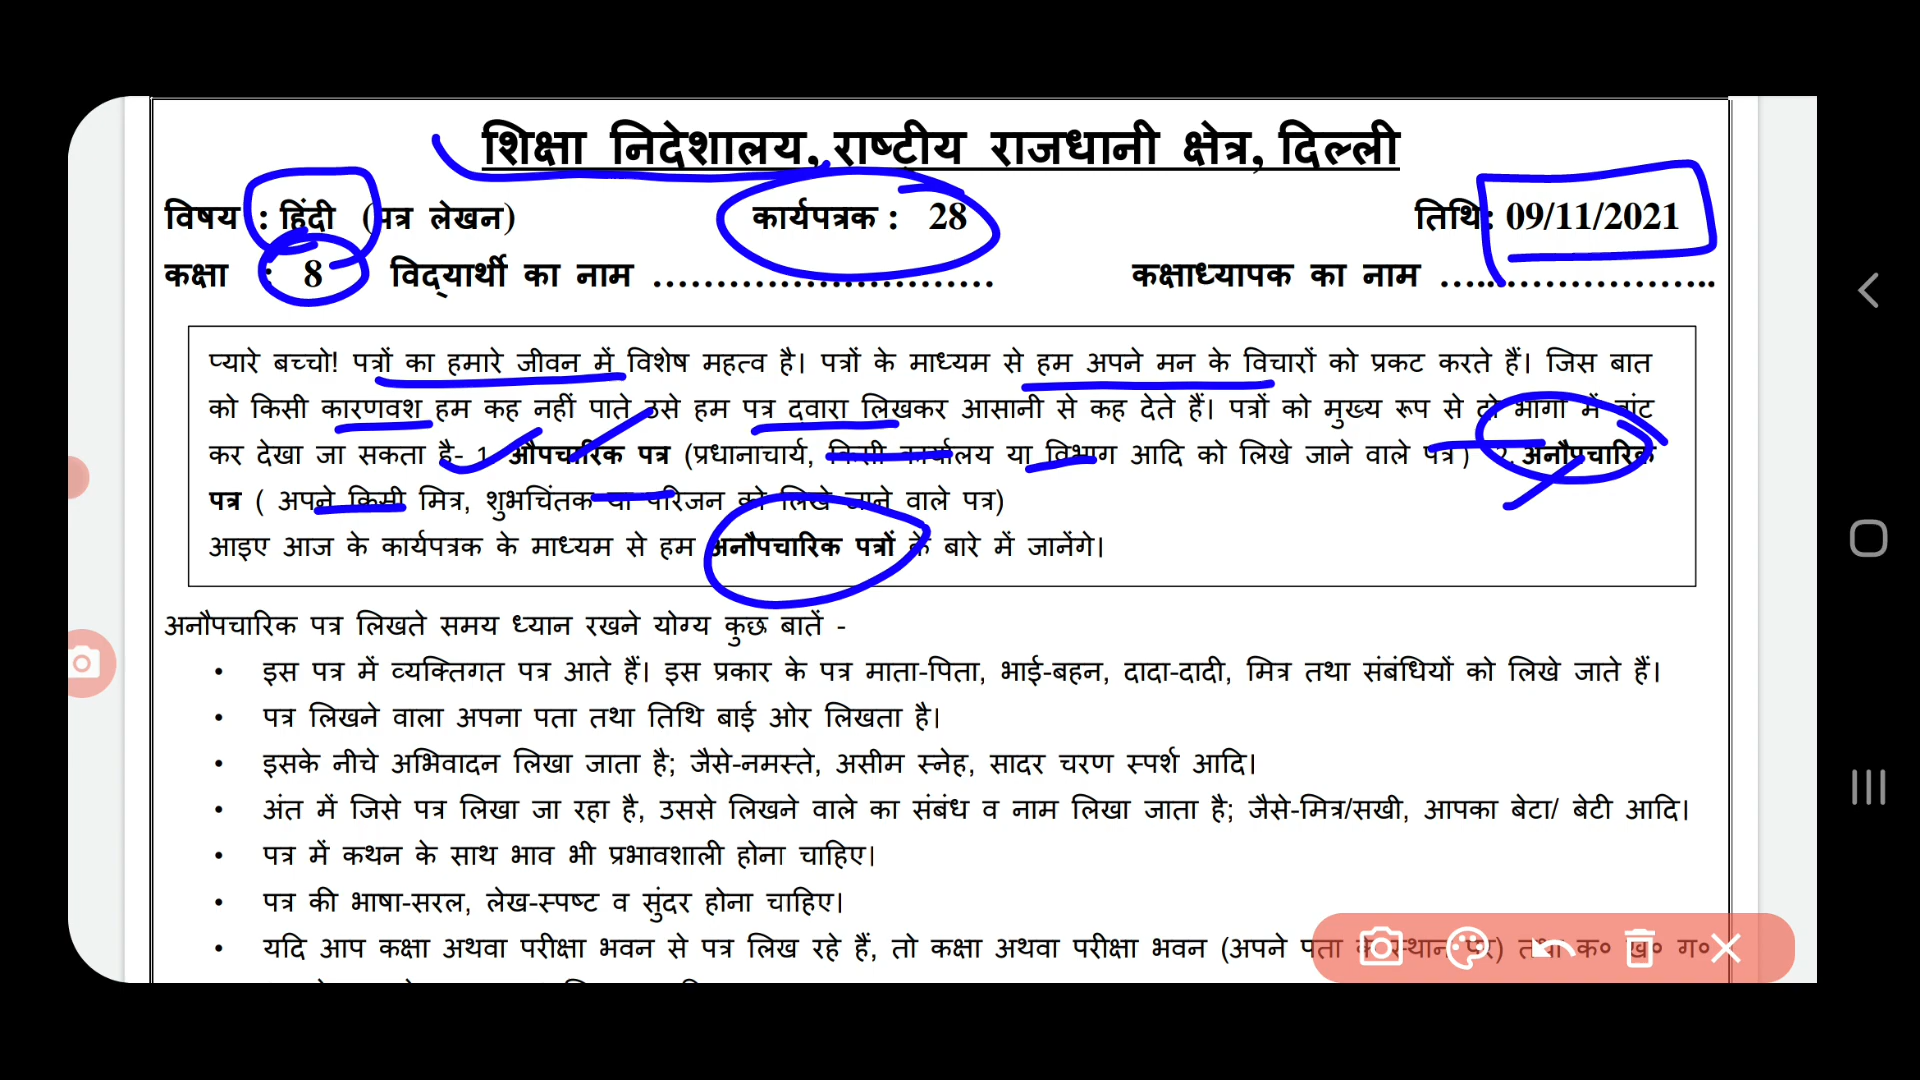 शिक्षा निदेशालय, राष्ट्रीय राजधानी क्षेत्र, दिल्ली
विषय : हिंदी (पत्र लेखन) कार्यपत्रक : 28 तिथि: 09/11/2021
कक्षा : 8 विद्यार्थी का नाम ........................... कक्षाध्यापक का नाम ......................
प्यारे बच्चो! पत्रों का हमारे जीवन में विशेष महत्व है। पत्रों के माध्यम से हम अपने मन के विचारों को प्रकट करते हैं। जिस बात
को किसी कारणवश हम कह नहीं पाते उसे हम पत्र द्वारा लिखकर आसानी से कह देते हैं। पत्रों को मुख्य रूप से दो भागों में बांट
कर देखा जा सकता है- 1. औपचारिक पत्र (प्रधानाचार्य, किसी कार्यालय या विभाग आदि को लिखे जाने वाले पत्र) 2. अनौपचारिक
पत्र ( अपने किसी मित्र, शुभचिंतक या परिजन को लिखे जाने वाले पत्र)
आइए आज के कार्यपत्रक के माध्यम से हम अनौपचारिक पत्रों के बारे में जानेंगे।
अनौपचारिक पत्र लिखते समय ध्यान रखने योग्य कुछ बातें -
• इस पत्र में व्यक्तिगत पत्र आते हैं। इस प्रकार के पत्र माता-पिता, भाई-बहन, दादा-दादी, मित्र तथा संबंधियों को लिखे जाते हैं।
• पत्र लिखने वाला अपना पता तथा तिथि बाई ओर लिखता है।
• इसके नीचे अभिवादन लिखा जाता है; जैसे-नमस्ते, असीम स्नेह, सादर चरण स्पर्श आदि।
• अंत में जिसे पत्र लिखा जा रहा है, उससे लिखने वाले का संबंध व नाम लिखा जाता है; जैसे-मित्र/सखी, आपका बेटा/ बेटी आदि।
• पत्र में कथन के साथ भाव भी प्रभावशाली होना चाहिए।
• पत्र की भाषा-सरल, लेख-स्पष्ट व सुंदर होना चाहिए।
• यदि आप कक्षा अथवा परीक्षा भवन से पत्र लिख रहे हैं, तो कक्षा अथवा परीक्षा भवन (अपने पता के स्थान पर) तथा क० ख० ग०